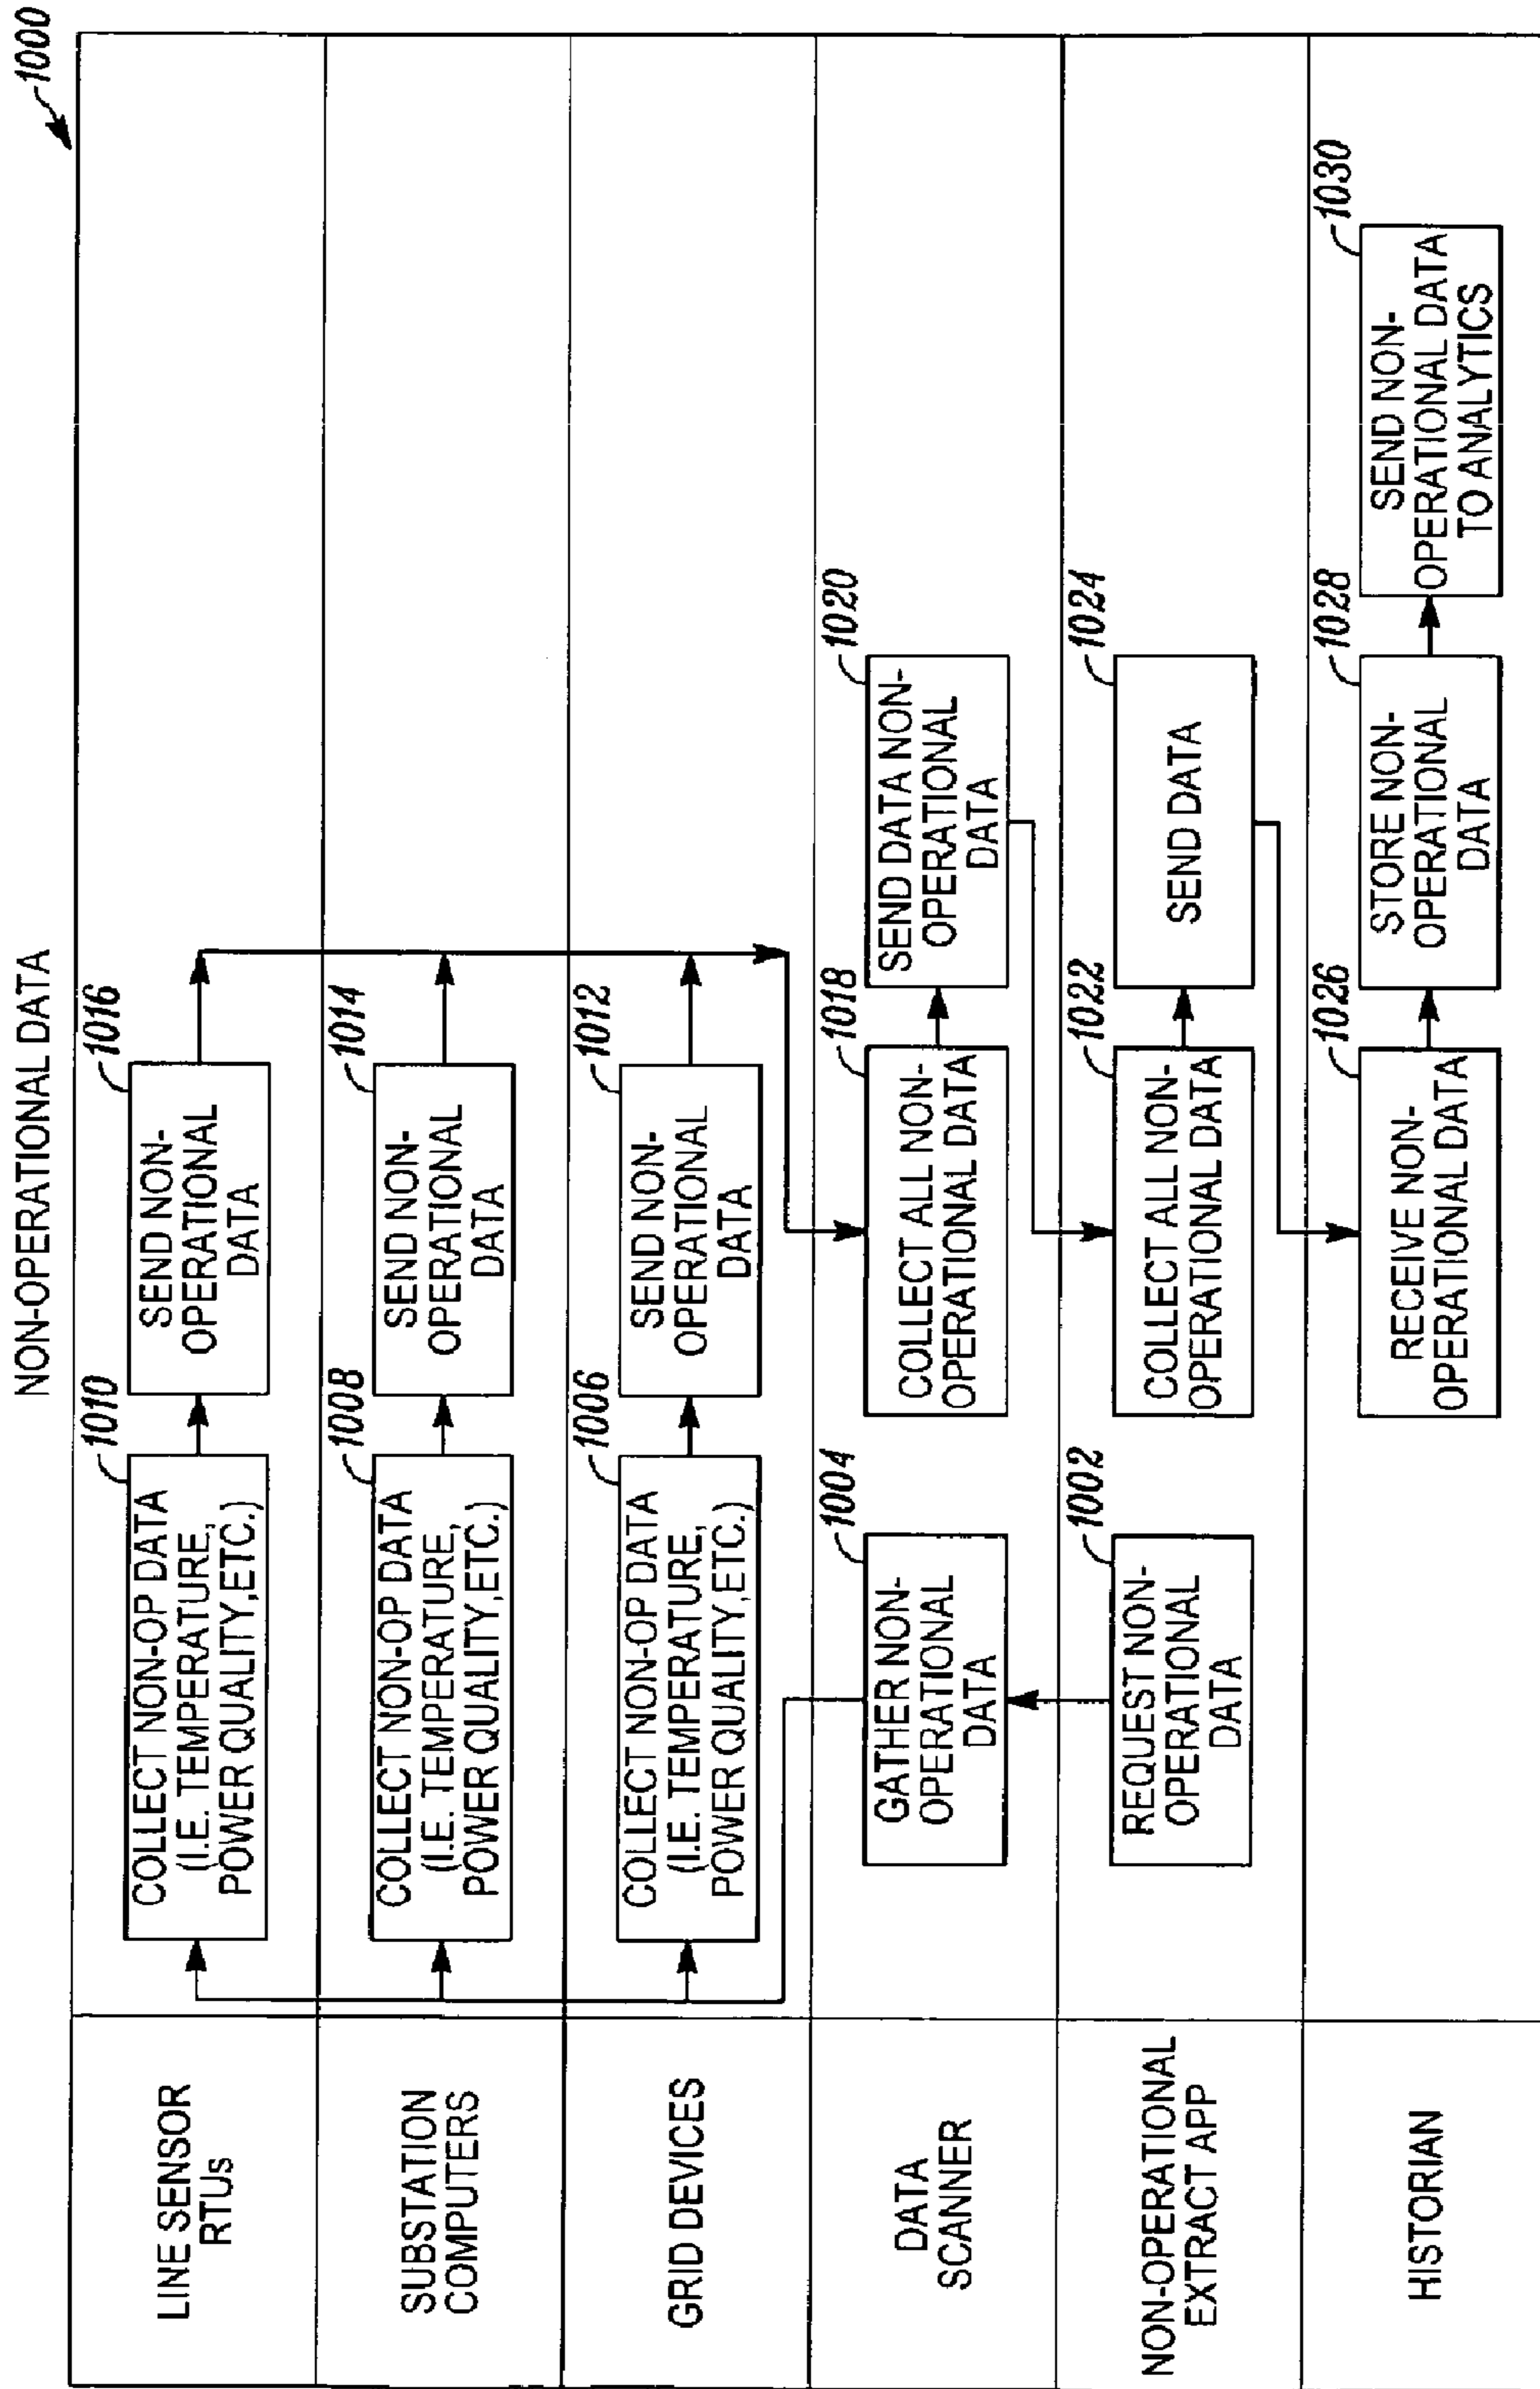 NON-OPERATIONAL DATA
1000
LINE SENSOR
RTUs
1010
COLLECT NON-OP DATA
(I.E. TEMPERATURE,
POWER QUALITY,ETC.)
1016
SEND NON-
OPERATIONAL
DATA
SUBSTATION
COMPUTERS
1008
COLLECT NON-OP DATA
(I.E. TEMPERATURE,
POWER QUALITY,ETC.)
1014
SEND NON-
OPERATIONAL
DATA
GRID DEVICES
1006
COLLECT NON-OP DATA
(I.E. TEMPERATURE,
POWER QUALITY,ETC.)
1012
SEND NON-
OPERATIONAL
DATA
DATA
SCANNER
1004
GATHER NON-
OPERATIONAL
DATA
1018
COLLECT ALL NON-
OPERATIONAL DATA
1020
SEND DATA NON-
OPERATIONAL
DATA
NON-OPERATIONAL
EXTRACT APP
1002
REQUEST NON-
OPERATIONAL
DATA
1022
COLLECT ALL NON-
OPERATIONAL DATA
1024
SEND DATA
HISTORIAN
1026
RECEIVE NON-
OPERATIONAL DATA
1028
STORE NON-
OPERATIONAL
DATA
1030
SEND NON-
OPERATIONAL DATA
TO ANALYTICS